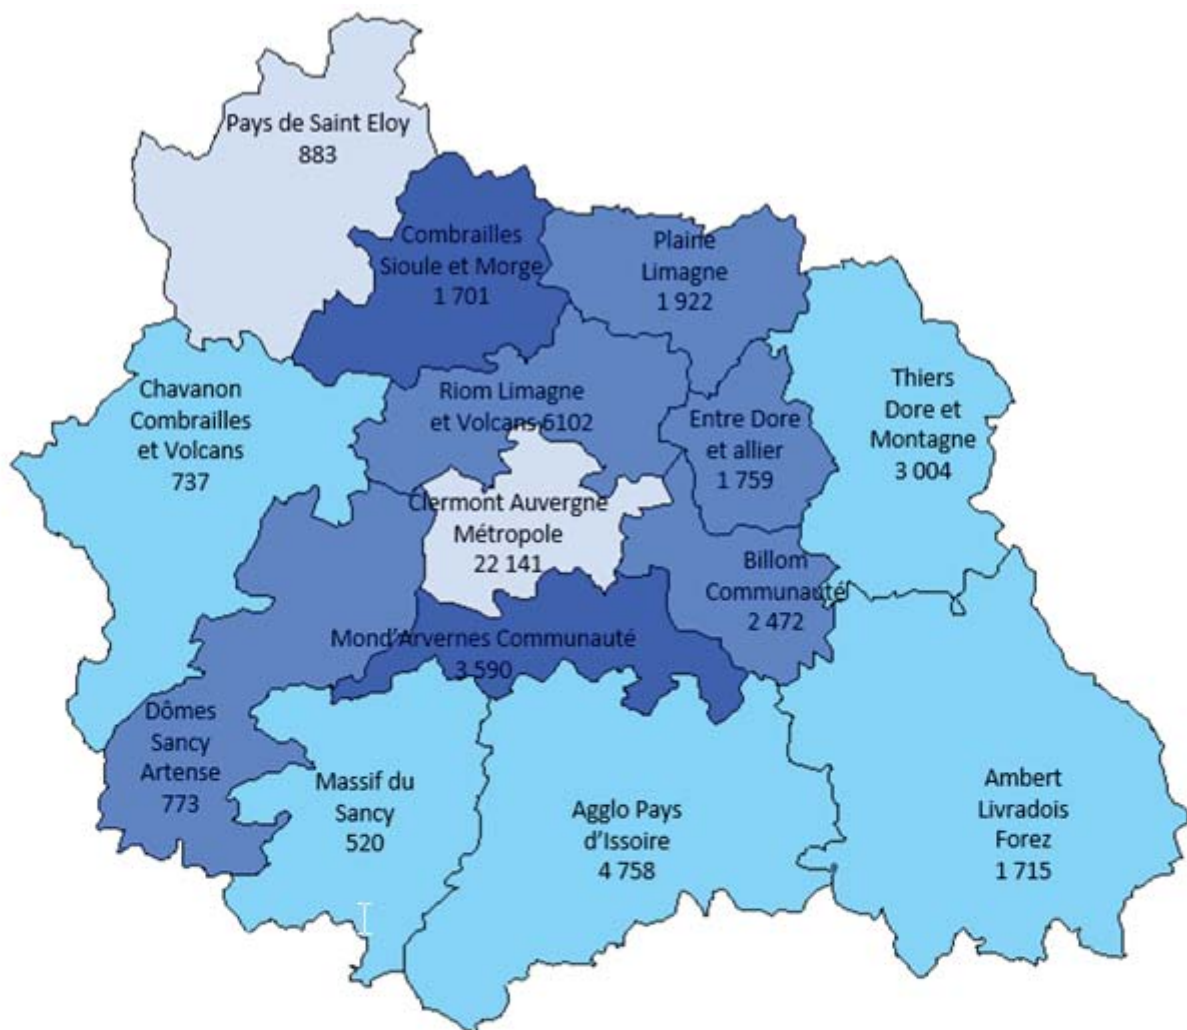 Pays de Saint Eloy
883
Combrailles
Sioule et Morge
1 701
Plaine
Limagne
1 922
Chavanon
Combrailles
et Volcans
737
Riom Limagne
et Volcans 6102
Entre Dore
et allier
1 759
Thiers
Dore et
Montagne
3 004
Clermont Auvergne
Métropole
22 141
Billom
Communauté
2 472
Mond'Arvernes Communauté
3 590
Dômes
Sancy
Artense
773
Massif du
Sancy
520
Agglo Pays
d'Issoire
4 758
Ambert
Livradois
Forez
1 715